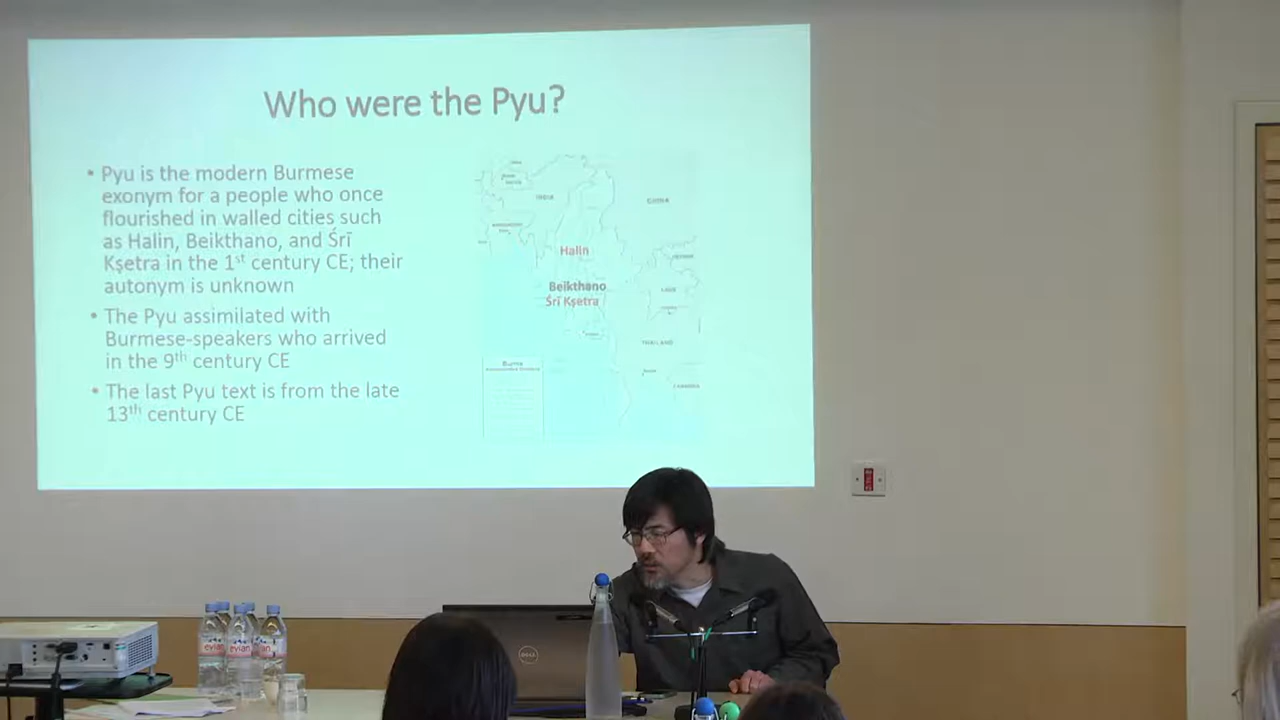 Who were the Pyu?
• Pyu is the modern Burmese
exonym for a people who once
flourished in walled cities such
as Halin, Beikthano, and Śrī
Kṣetra in the 1st century CE; their
autonym is unknown
• The Pyu assimilated with
Burmese-speakers who arrived
in the 9th century CE
• The last Pyu text is from the late
13th century CE
INDIA
CHINA
Halin
Beikthano
Śrī Kṣetra
LAOS
THAILAND
Burma
evian
evian
evian
DELL